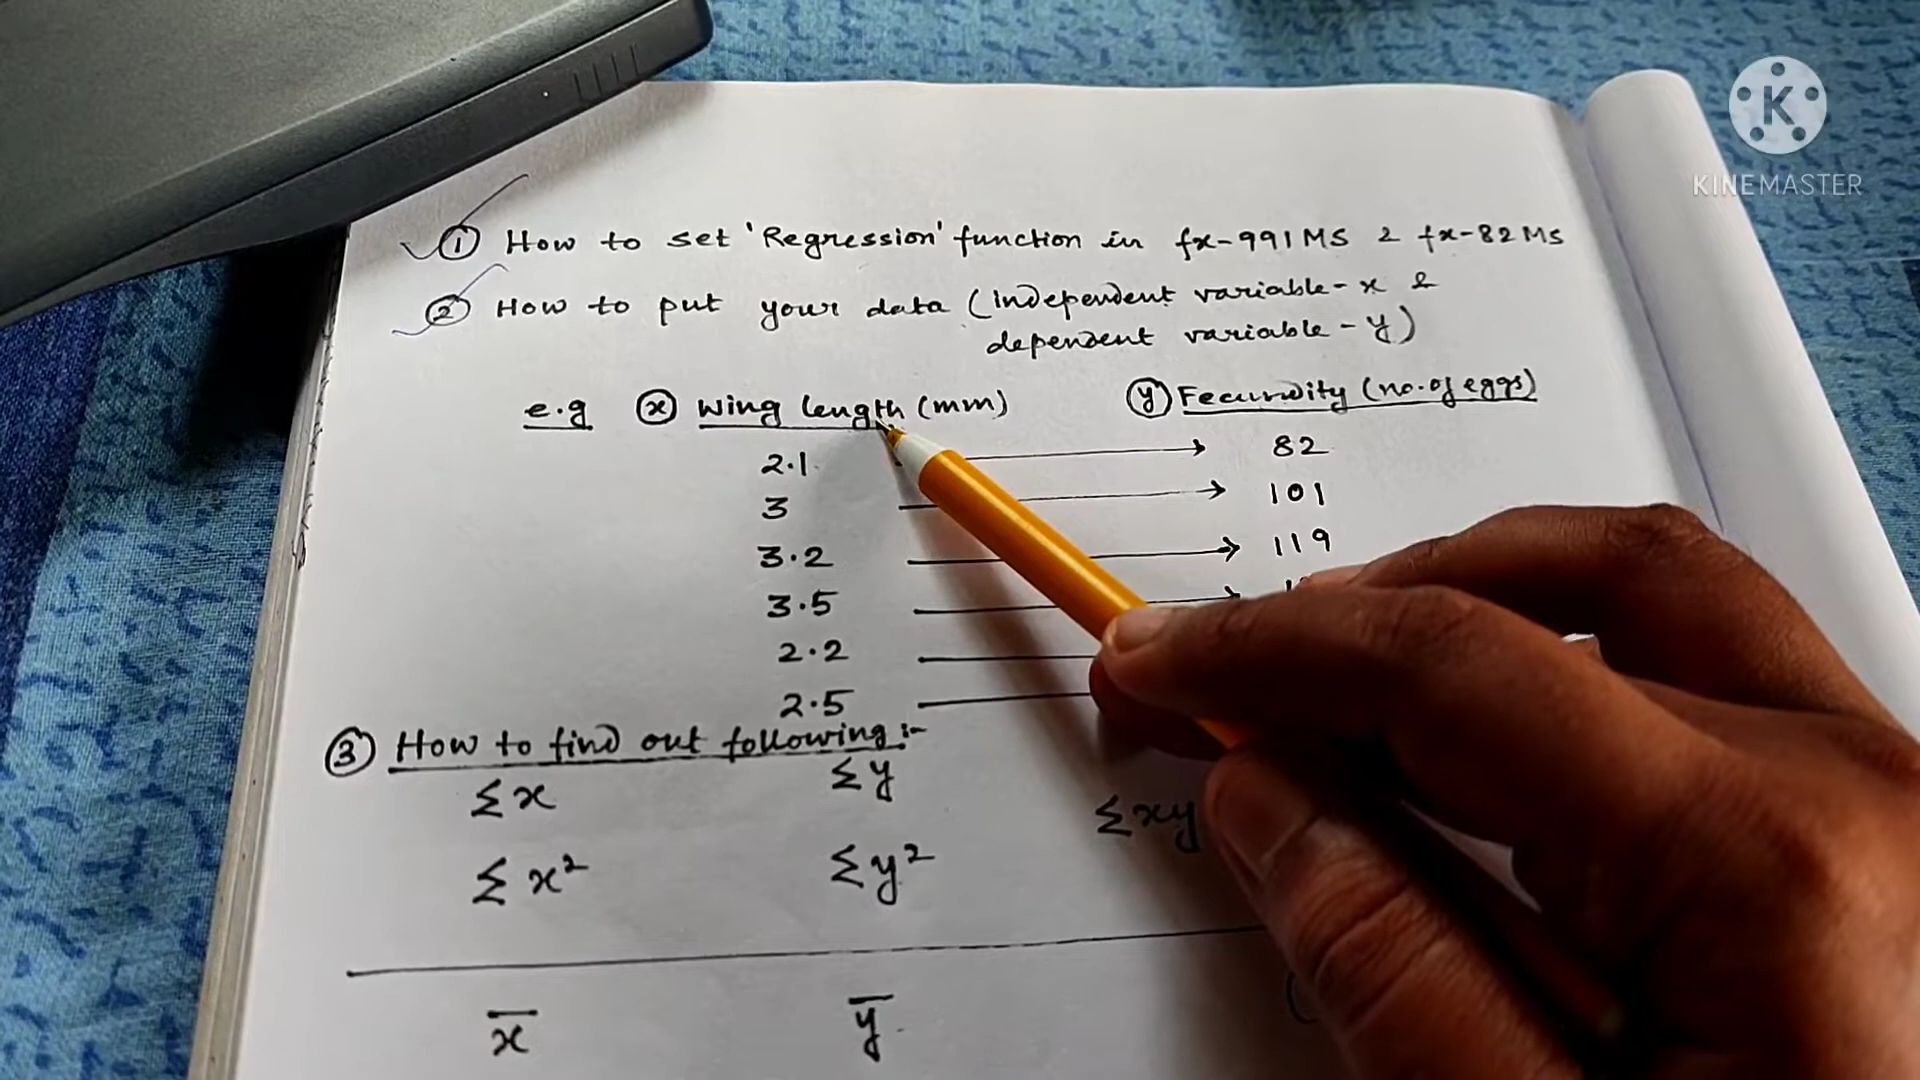 K
KINEMASTER
① How to set 'Regression' function in fx-991MS & fx-82MS
② How to put your data (independent variable-x &
dependent variable-y)
e.g ⓧ Wing length (mm) ⓨ Fecundity (no.of eggs)
2.1 → 82
3 → 101
3.2 → 119
3.5 →
2.2
2.5
③ How to find out following:-
Σx Σy Σxy
Σx² Σy²
x̅ y̅